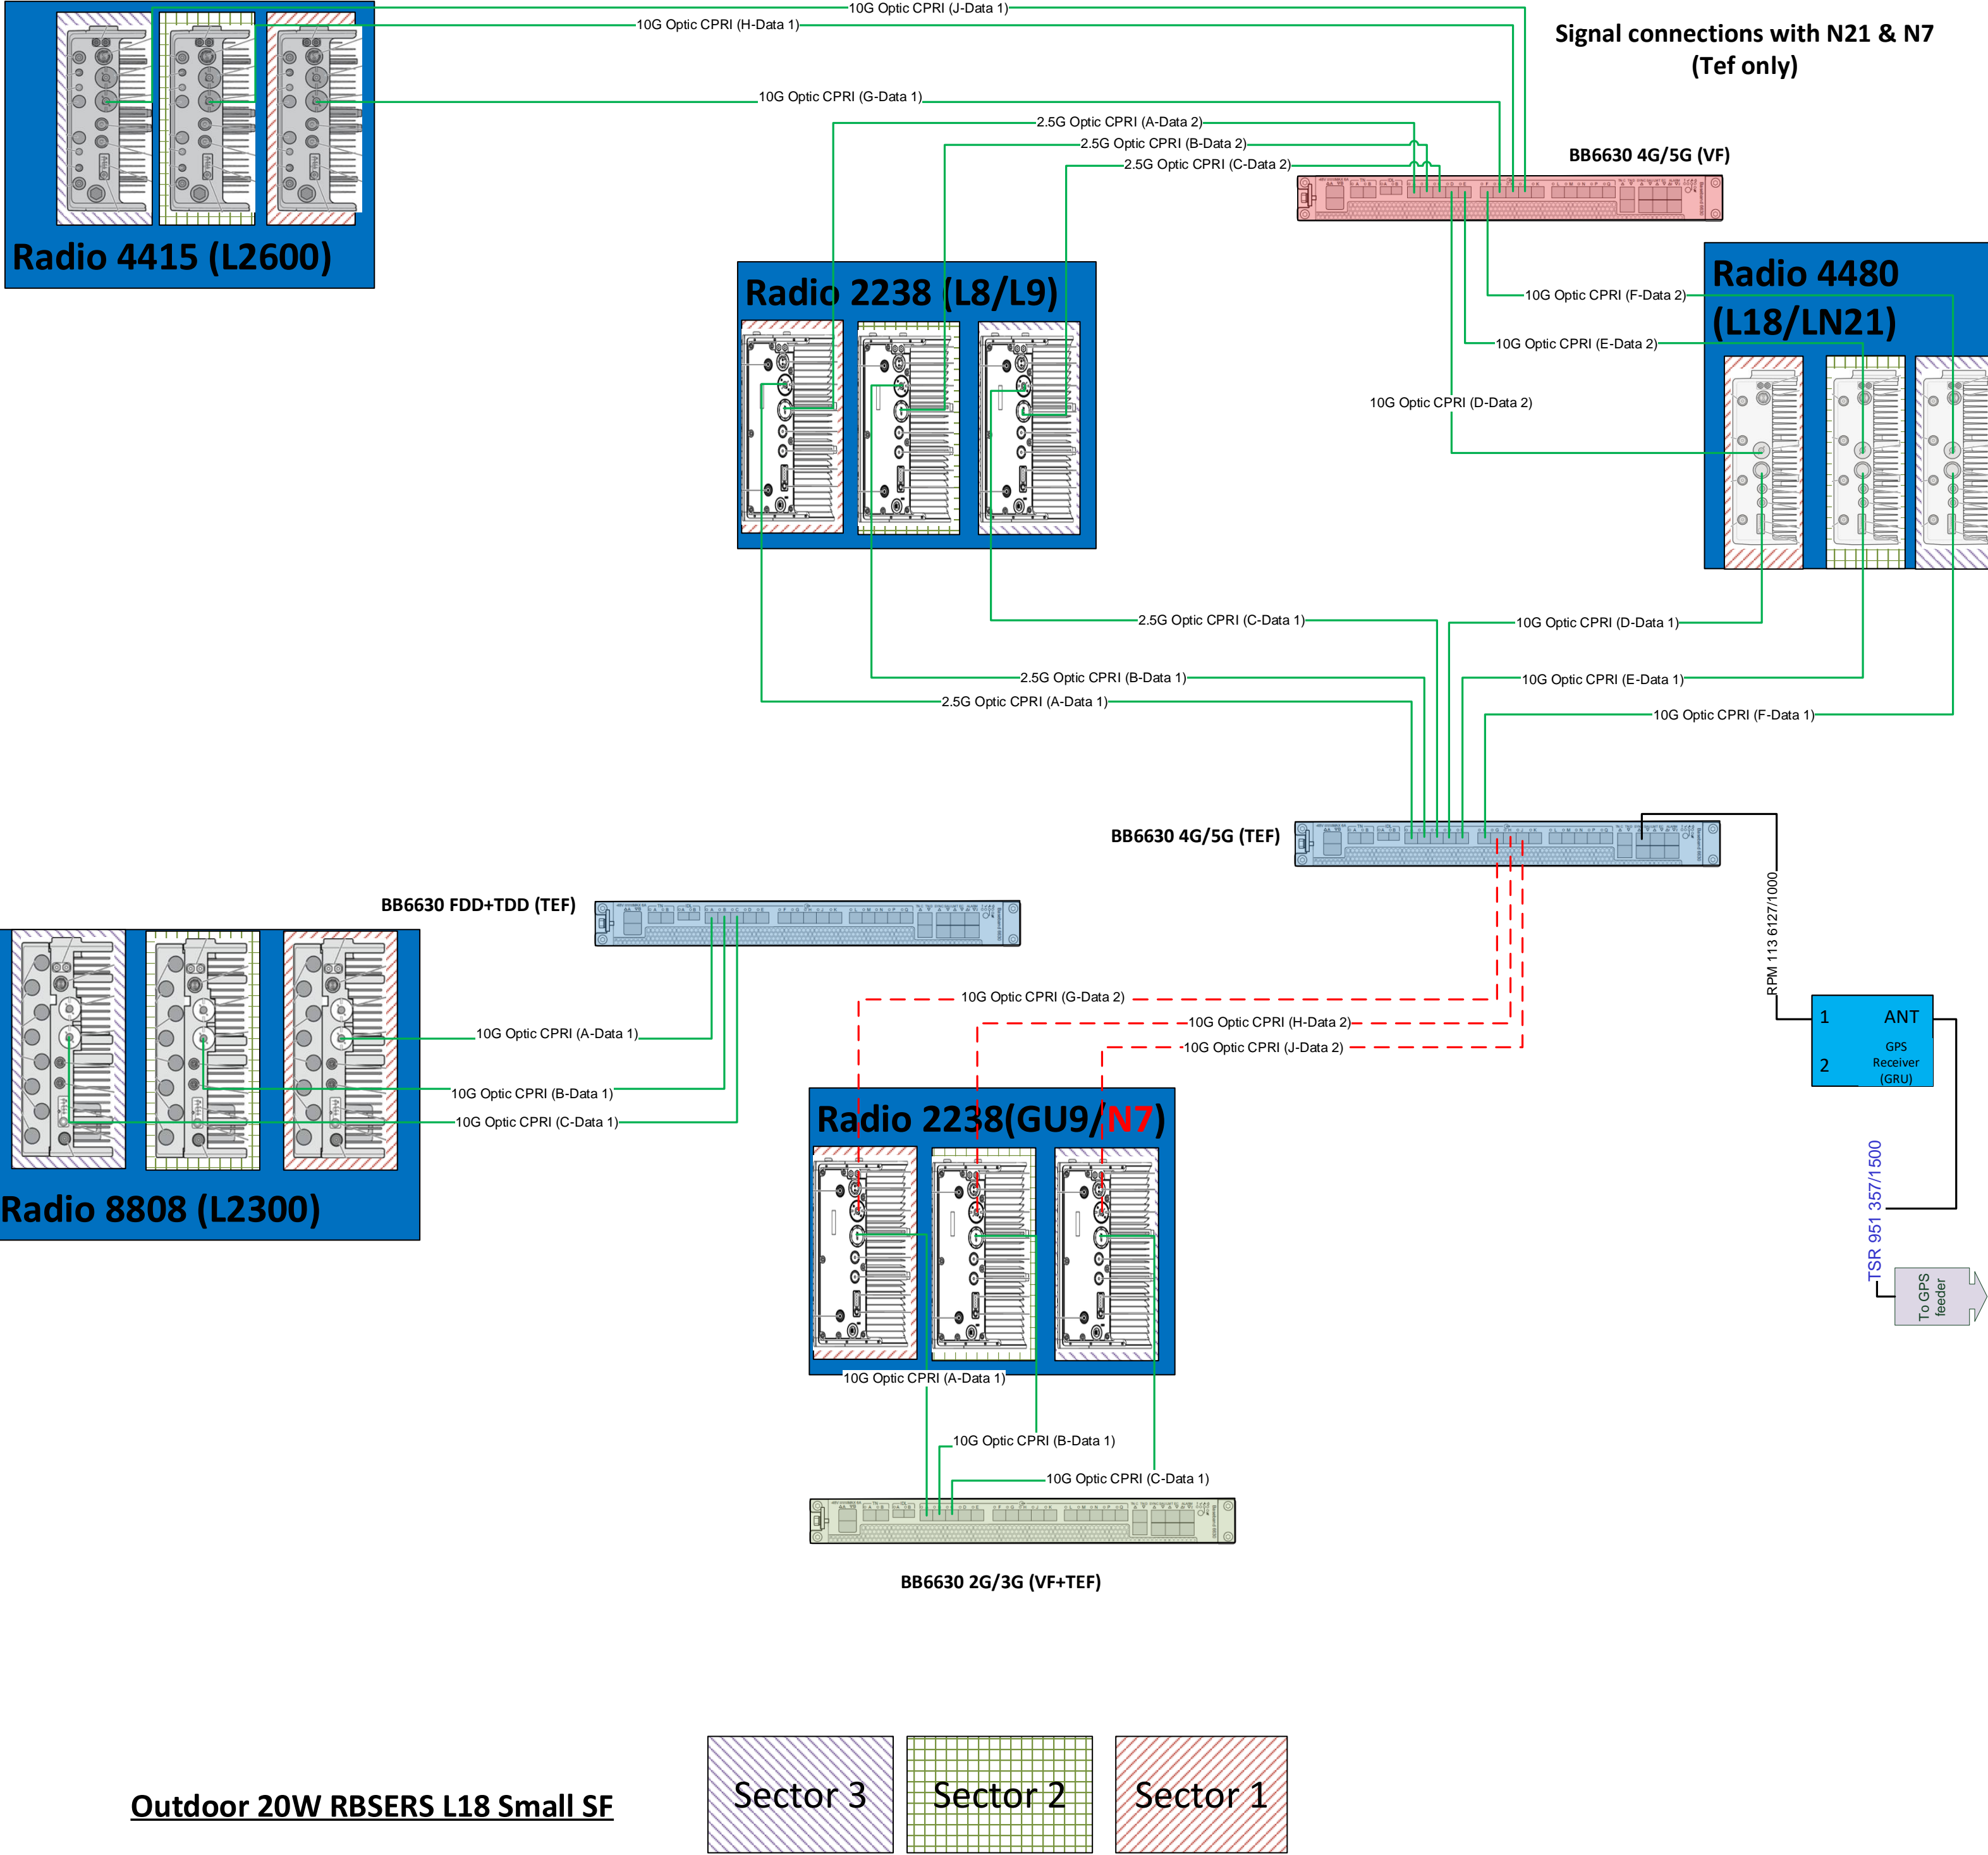 10G Optic CPRI (J-Data 1)
10G Optic CPRI (H-Data 1)
Signal connections with N21 & N7
(Tef only)
10G Optic CPRI (G-Data 1)
2.5G Optic CPRI (A-Data 2)
2.5G Optic CPRI (B-Data 2)
2.5G Optic CPRI (C-Data 2)
BB6630 4G/5G (VF)
Radio 4415 (L2600)
Radio 2238 (L8/L9)
Radio 4480
(L18/LN21)
10G Optic CPRI (F-Data 2)
10G Optic CPRI (E-Data 2)
10G Optic CPRI (D-Data 2)
2.5G Optic CPRI (C-Data 1)
10G Optic CPRI (D-Data 1)
2.5G Optic CPRI (B-Data 1)
10G Optic CPRI (E-Data 1)
2.5G Optic CPRI (A-Data 1)
10G Optic CPRI (F-Data 1)
BB6630 4G/5G (TEF)
BB6630 FDD+TDD (TEF)
RPM 113 6127/1000
10G Optic CPRI (G-Data 2)
10G Optic CPRI (H-Data 2)
10G Optic CPRI (J-Data 2)
1
ANT
2
GPS
Receiver
(GRU)
10G Optic CPRI (A-Data 1)
10G Optic CPRI (B-Data 1)
10G Optic CPRI (C-Data 1)
Radio 2238(GU9/N7)
Radio 8808 (L2300)
TSR 951 357/1500
To GPS
feeder
10G Optic CPRI (A-Data 1)
10G Optic CPRI (B-Data 1)
10G Optic CPRI (C-Data 1)
BB6630 2G/3G (VF+TEF)
Outdoor 20W RBSERS L18 Small SF
Sector 3
Sector 2
Sector 1